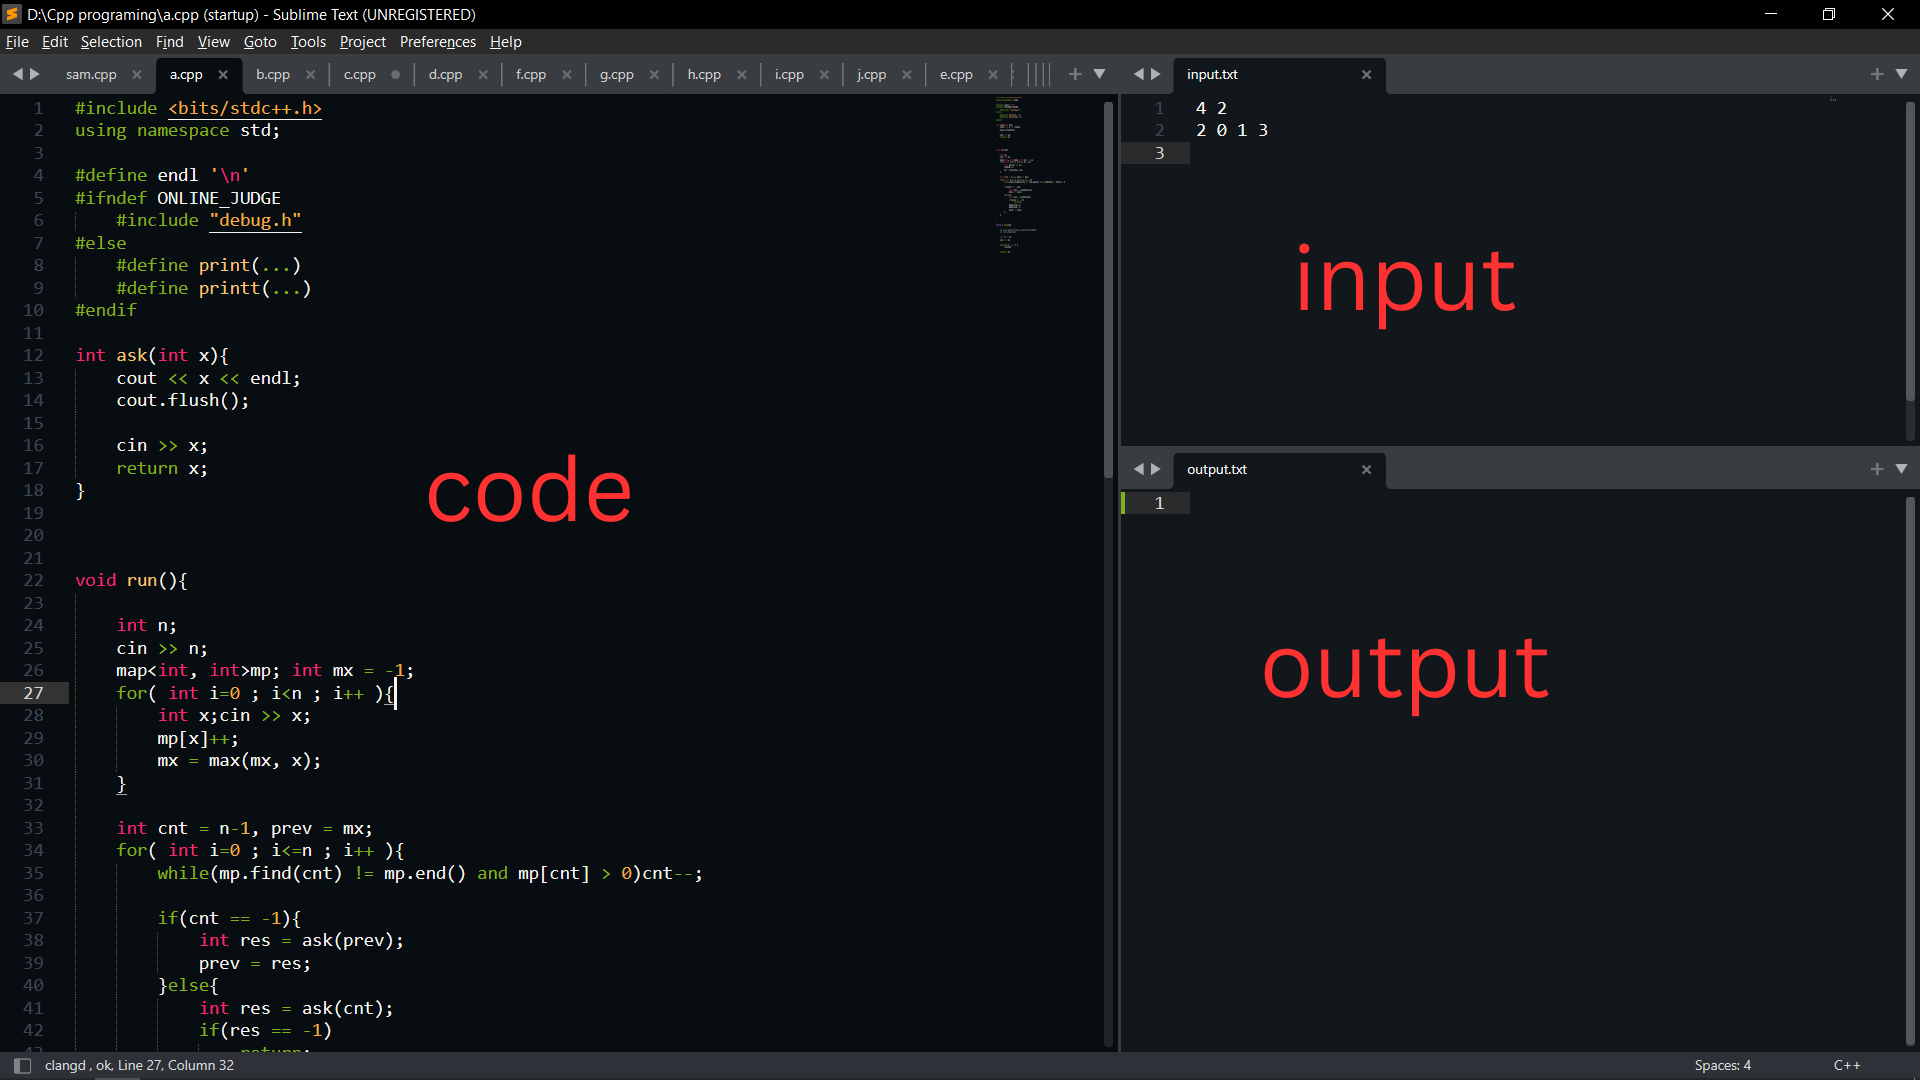 D:\Cpp programing\a.cpp (startup) - Sublime Text (UNREGISTERED)
File Edit Selection Find View Goto Tools Project Preferences Help
sam.cpp a.cpp b.cpp c.cpp d.cpp f.cpp g.cpp h.cpp i.cpp j.cpp e.cpp
1 #include <bits/stdc++.h>
2 using namespace std;
3
4 #define endl '\n'
5 #ifndef ONLINE_JUDGE
6 #include "debug.h"
7 #else
8 #define print(...)
9 #define printt(...)
10 #endif
11
12 int ask(int x){
13 cout << x << endl;
14 cout.flush();
15
16 cin >> x;
17 return x;
18 }
19
20
21
22 void run(){
23
24 int n;
25 cin >> n;
26 map<int, int>mp; int mx = -1;
27 for( int i=0 ; i<n ; i++ ){
28 int x;cin >> x;
29 mp[x]++;
30 mx = max(mx, x);
31 }
32
33 int cnt = n-1, prev = mx;
34 for( int i=0 ; i<=n ; i++ ){
35 while(mp.find(cnt) != mp.end() and mp[cnt] > 0)cnt--;
36
37 if(cnt == -1){
38 int res = ask(prev);
39 prev = res;
40 }else{
41 int res = ask(cnt);
42 if(res == -1)
code
input.txt
1 4 2
2 2 0 1 3
3
input
output.txt
1
output
clangd , ok, Line 27, Column 32
Spaces: 4 C++